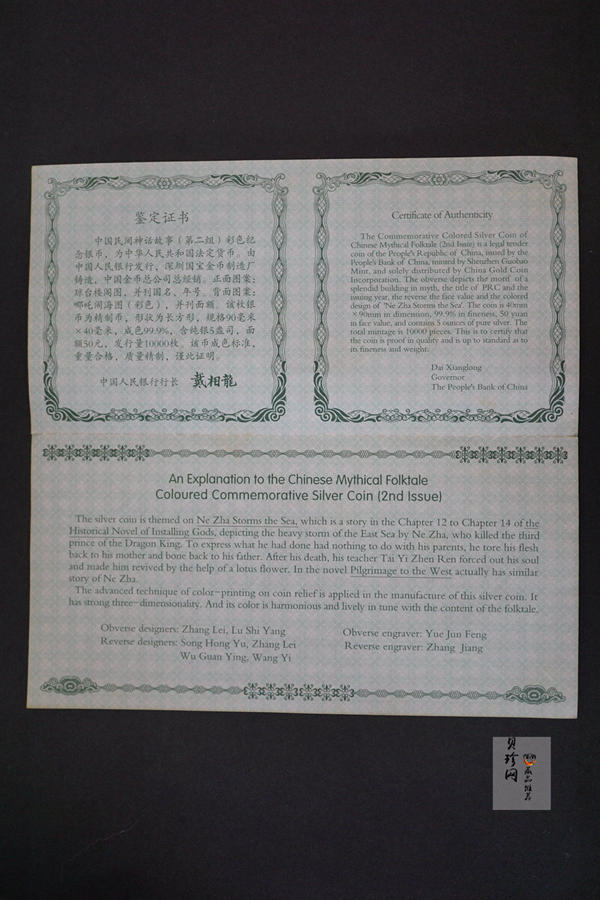 鉴定证书
中国民间神话故事(第二组)彩色纪
念银币,为中华人民共和国法定货币。由
中国人民银行发行,深圳国宝金币制造厂
铸造,中国金币总公司总经销。正面图案:
球台楼阁图,并刊国名、年号。背面图案:
哪吒闹海图(彩色),并刊面额。该枚银
币为精制币,形状为长方形,规格90毫米
×40毫米,成色99.9%,含纯银5盎司,面
额50元,发行量10000枚。该币成色标准,
重量合格,质量精制,谨此证明。
中国人民银行行长 戴相龍
Certificate of Authenticity
The Commemorative Colored Silver Coin of
Chinese Mythical Folktale (2nd Issue) is a legal tender
coin of the People's Republic of China, issued by the
People's Bank of China, minted by Shenzhen Guobao
Mint, and solely distributed by China Gold Coin
Incorporation. The obverse depicts the motif of a
splendid building in myth, the title of PRC and the
issuing year, the reverse the face value and the colored
design of 'Ne Zha Storms the Sea'. The coin is 40mm
×90mm in dimension, 99.9% in fineness, 50 yuan
in face value, and contains 5 ounces of pure silver. The
total mintage is 10000 pieces. This is to certify that
the coin is proof in quality and is up to standard as to
its fineness and weight.
Dai Xianglong
Governor
The People's Bank of China
An Explanation to the Chinese Mythical Folktale
Coloured Commemorative Silver Coin (2nd Issue)
The silver coin is themed on Ne Zha Storms the Sea, which is a story in the Chapter 12 to Chapter 14 of the
Historical Novel of Installing Gods, depicting the heavy storm of the East Sea by Ne Zha, who killed the third
prince of the Dragon King. To express what he had done had nothing to do with his parents, he tore his flesh
back to his mother and bone back to his father. After his death, his teacher Tai Yi Zhen Ren forced out his soul
and made him revived by the help of a lotus flower. In the novel Pilgrimage to the West actually has similar
story of Ne Zha.
The advanced technique of color-printing on coin relief is applied in the manufacture of this silver coin. It
has strong three-dimensionality. And its color is harmonious and lively in tune with the content of the folktale.
Obverse designers: Zhang Lei, Lu Shi Yang
Reverse designers: Song Hong Yu, Zhang Lei
Wu Guan Ying, Wang Yi
Obverse engraver: Yue Jun Feng
Reverse engraver: Zhang Jiang
贝珍网
藏品推荐